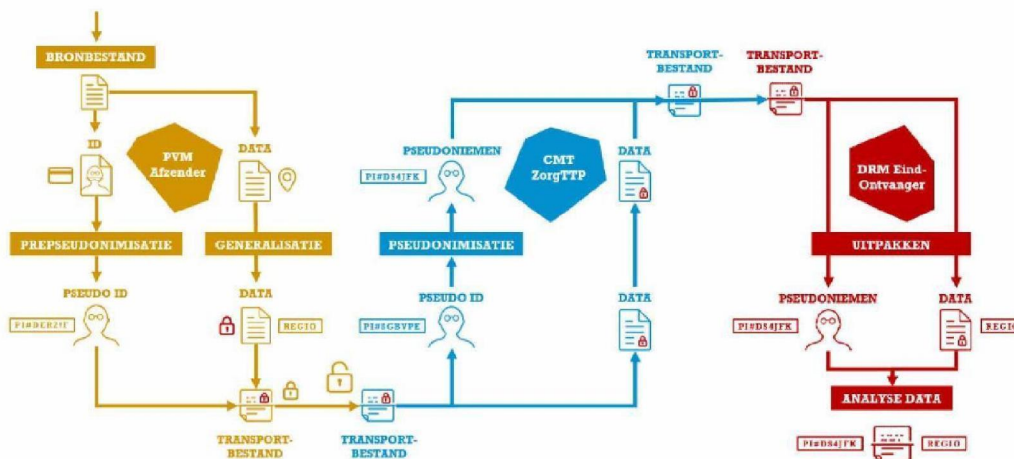 BRONBESTAND
ID
PVM
Afzender
DATA
PREPSEUDONIMISATIE
GENERALISATIE
PSEUDO ID
DATA
REGIO
TRANSPORT-
BESTAND
TRANSPORT-
BESTAND
PSEUDONIEMEN
PI#DS4JFK
CMT
ZorgTTP
DATA
PSEUDONIMISATIE
PSEUDO ID
DATA
TRANSPORT-
BESTAND
TRANSPORT-
BESTAND
DRM Eind-
Ontvanger
UITPAKKEN
PSEUDONIEMEN
PI#DS4JFK
DATA
REGIO
ANALYSE DATA
PI#DS4JFK
REGIO